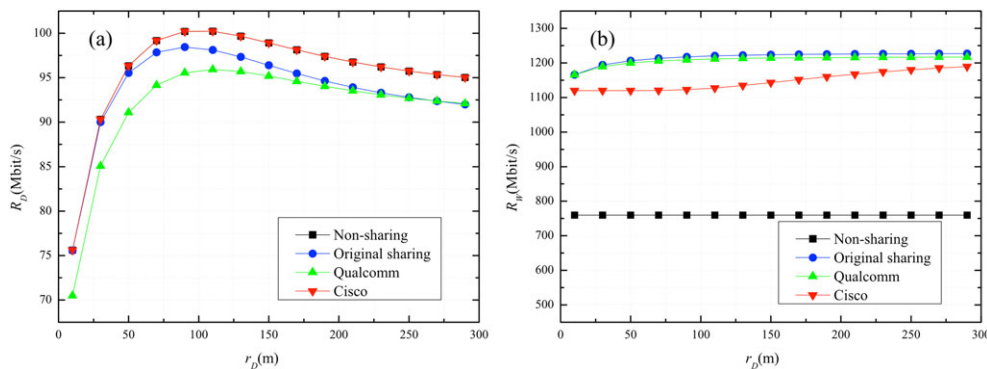 (a)
100
95
90
85
80
75
70
R_D(Mbit/s)
Non-sharing
Original sharing
Qualcomm
Cisco
0 50 100 150 200 250 300
r_D(m)
(b)
1300
1200
1100
1000
900
800
700
600
500
R_W(Mbit/s)
Non-sharing
Original sharing
Qualcomm
Cisco
0 50 100 150 200 250 300
r_D(m)